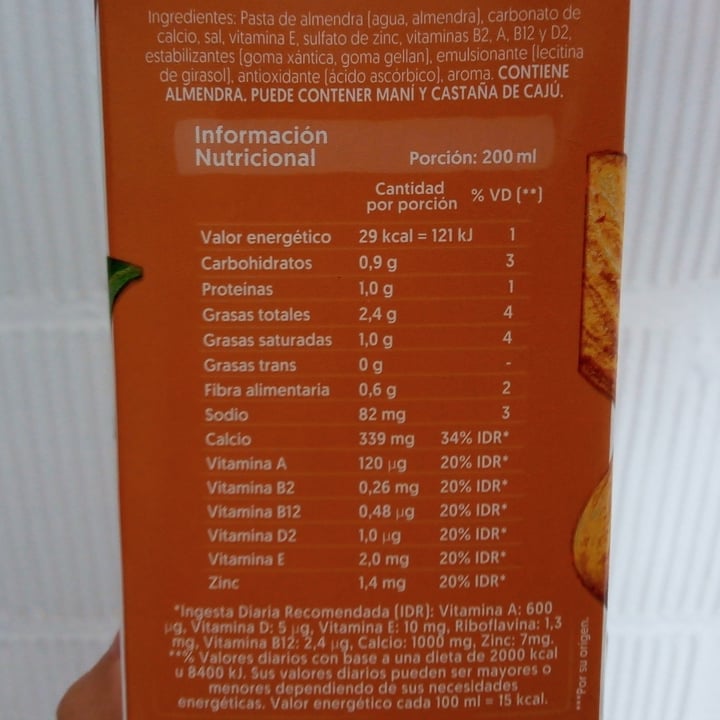 Ingredientes: Pasta de almendra (agua, almendra), carbonato de
calcio, sal, vitamina E, sulfato de zinc, vitaminas B2, A, B12 y D2,
estabilizantes (goma xántica, goma gellan), emulsionante (lecitina
de girasol), antioxidante (ácido ascórbico), aroma. CONTIENE
ALMENDRA. PUEDE CONTENER MANÍ Y CASTAÑA DE CAJÚ.
Información
Nutricional Porción: 200 ml
Cantidad
por porción % VD (**)
Valor energético 29 kcal = 121 kJ 1
Carbohidratos 0,9 g 3
Proteinas 1,0 g 1
Grasas totales 2,4 g 4
Grasas saturadas 1,0 g 4
Grasas trans 0 g -
Fibra alimentaria 0,6 g 2
Sodio 82 mg 3
Calcio 339 mg 34% IDR*
Vitamina A 120 µg 20% IDR*
Vitamina B2 0,26 mg 20% IDR*
Vitamina B12 0,48 µg 20% IDR*
Vitamina D2 1,0 µg 20% IDR*
Vitamina E 2,0 mg 20% IDR*
Zinc 1,4 mg 20% IDR*
*Ingesta Diaria Recomendada (IDR): Vitamina A: 600
µg, Vitamina D: 5 µg, Vitamina E: 10 mg, Riboflavina: 1,3
mg, Vitamina B12: 2,4 µg, Calcio: 1000 mg, Zinc: 7mg.
**% Valores diarios con base a una dieta de 2000 kcal
u 8400 kJ. Sus valores diarios pueden ser mayores o
menores dependiendo de sus necesidades
energéticas. Valor energético cada 100 ml = 15 kcal.
***Por su origen.